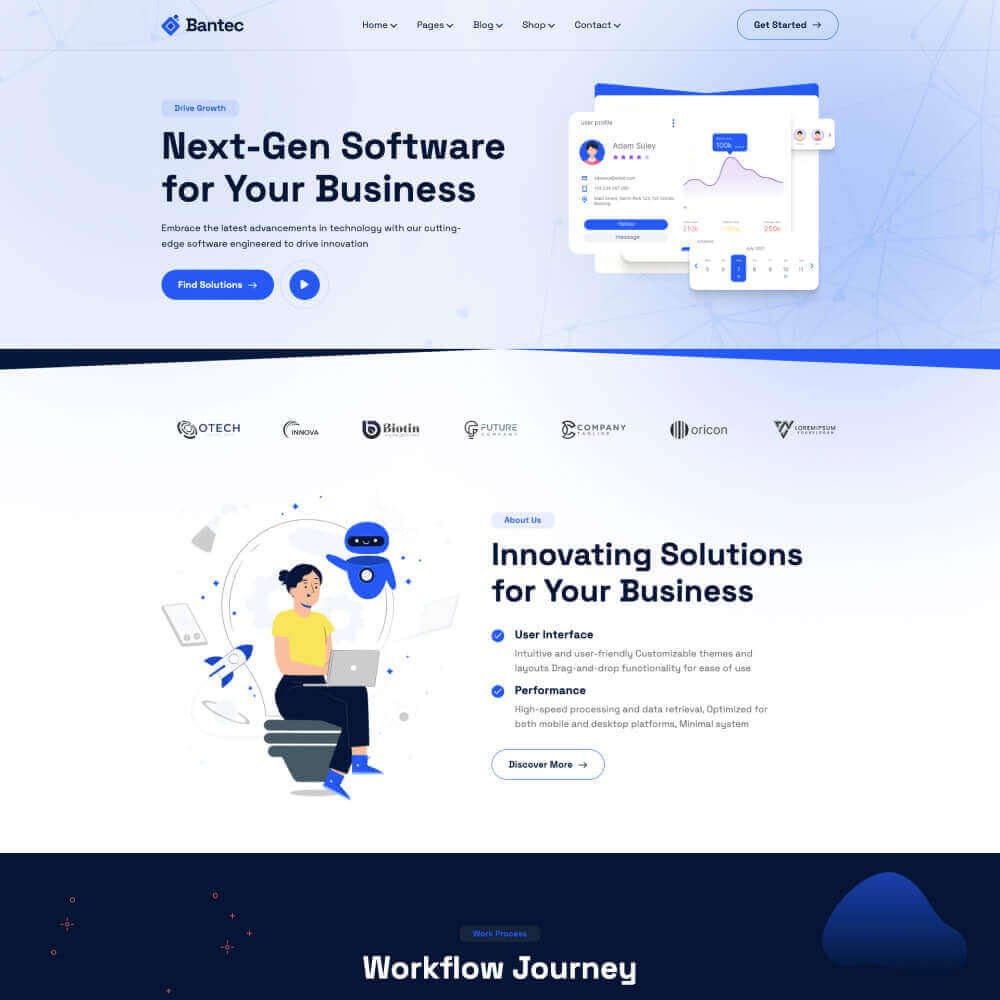 Bantec
Home
Pages
Blog
Shop
Contact
Get Started
Drive Growth
Next-Gen Software
for Your Business
Embrace the latest advancements in technology with our cutting-
edge software engineered to drive innovation
Find Solutions
user profile
Adam Suley
follow
message
100k
210k
250k
July 2021
5 6 7 8 9 10 11
OTECH
INNOVA
Biotin
FUTURE
COMPANY
COMPANY
TAGLINE
oricon
LOREMIPSUM
YOURSLOGAN
About Us
Innovating Solutions
for Your Business
User Interface
Intuitive and user-friendly Customizable themes and
layouts Drag-and-drop functionality for ease of use
Performance
High-speed processing and data retrieval, Optimized for
both mobile and desktop platforms, Minimal system
Discover More
Work Process
Workflow Journey